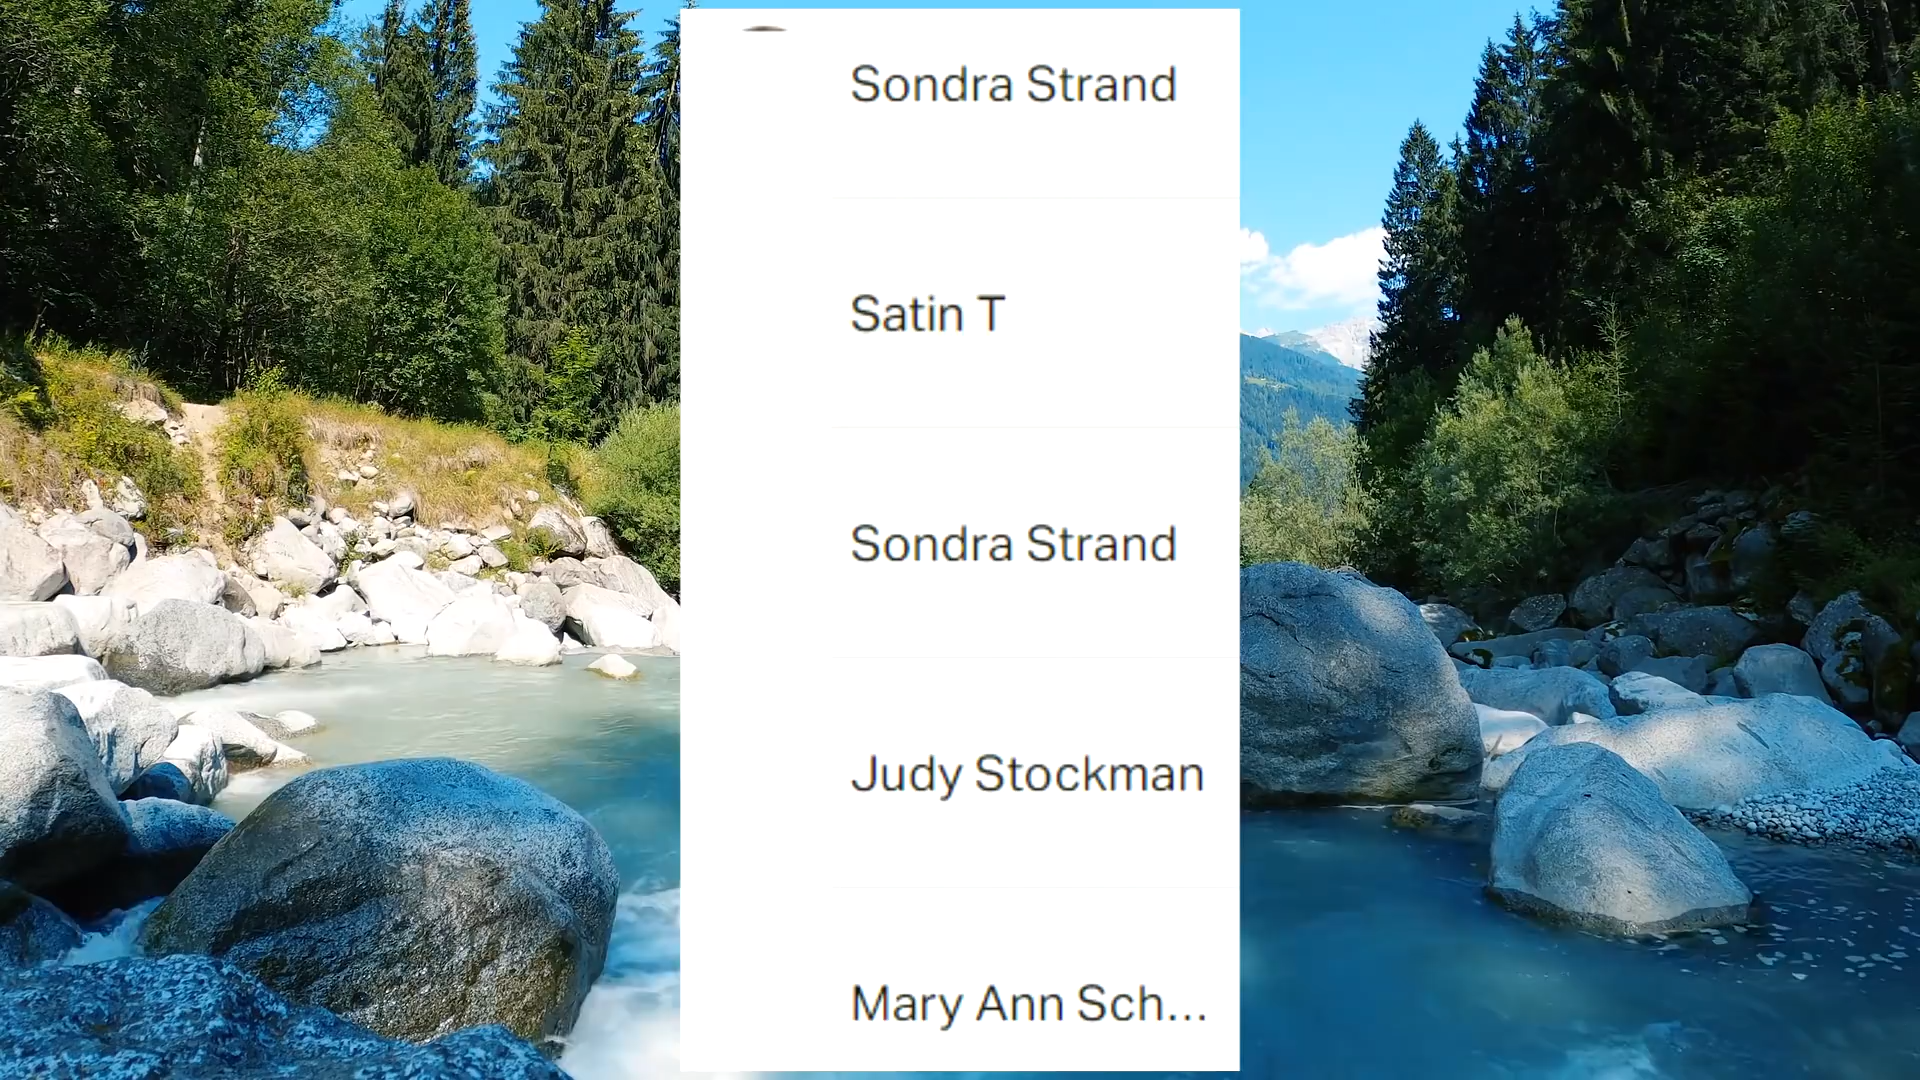 Sondra Strand
Satin T
Sondra Strand
Judy Stockman
Mary Ann Sch...